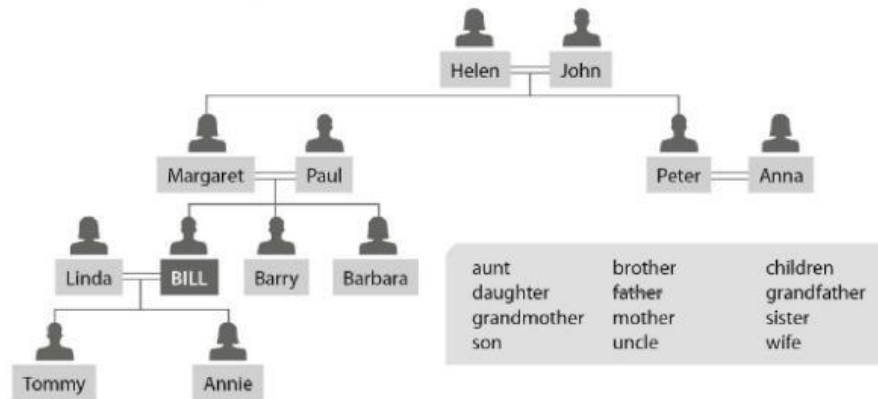 Helen John
Margaret Paul Peter Anna
Linda BILL Barry Barbara
aunt brother children
daughter father grandfather
grandmother mother sister
son uncle wife
Tommy Annie